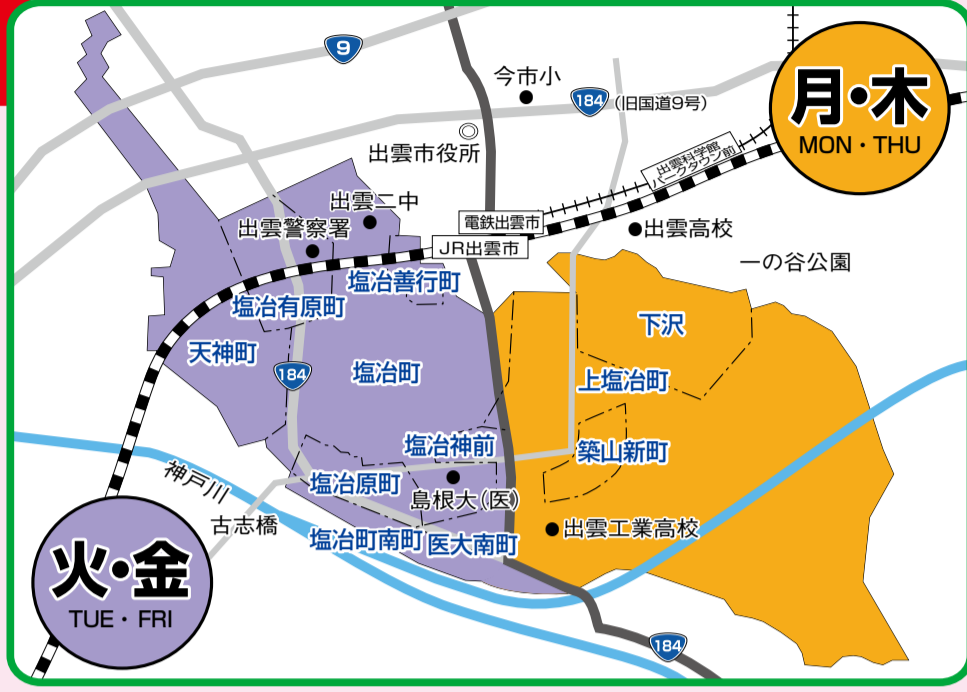 9
今市小
184
(旧国道9号)
月・木
MON・THU
出雲市役所
出雲科学館
パークタウン前
出雲二中
電鉄出雲市
出雲警察署
JR出雲市
出雲高校
一の谷公園
塩冶善行町
塩冶有原町
下沢
天神町
184
塩冶町
上塩冶町
塩冶神前
築山新町
神戸川
塩冶原町
島根大(医)
古志橋
出雲工業高校
塩冶町南町
医大南町
火・金
TUE・FRI
184